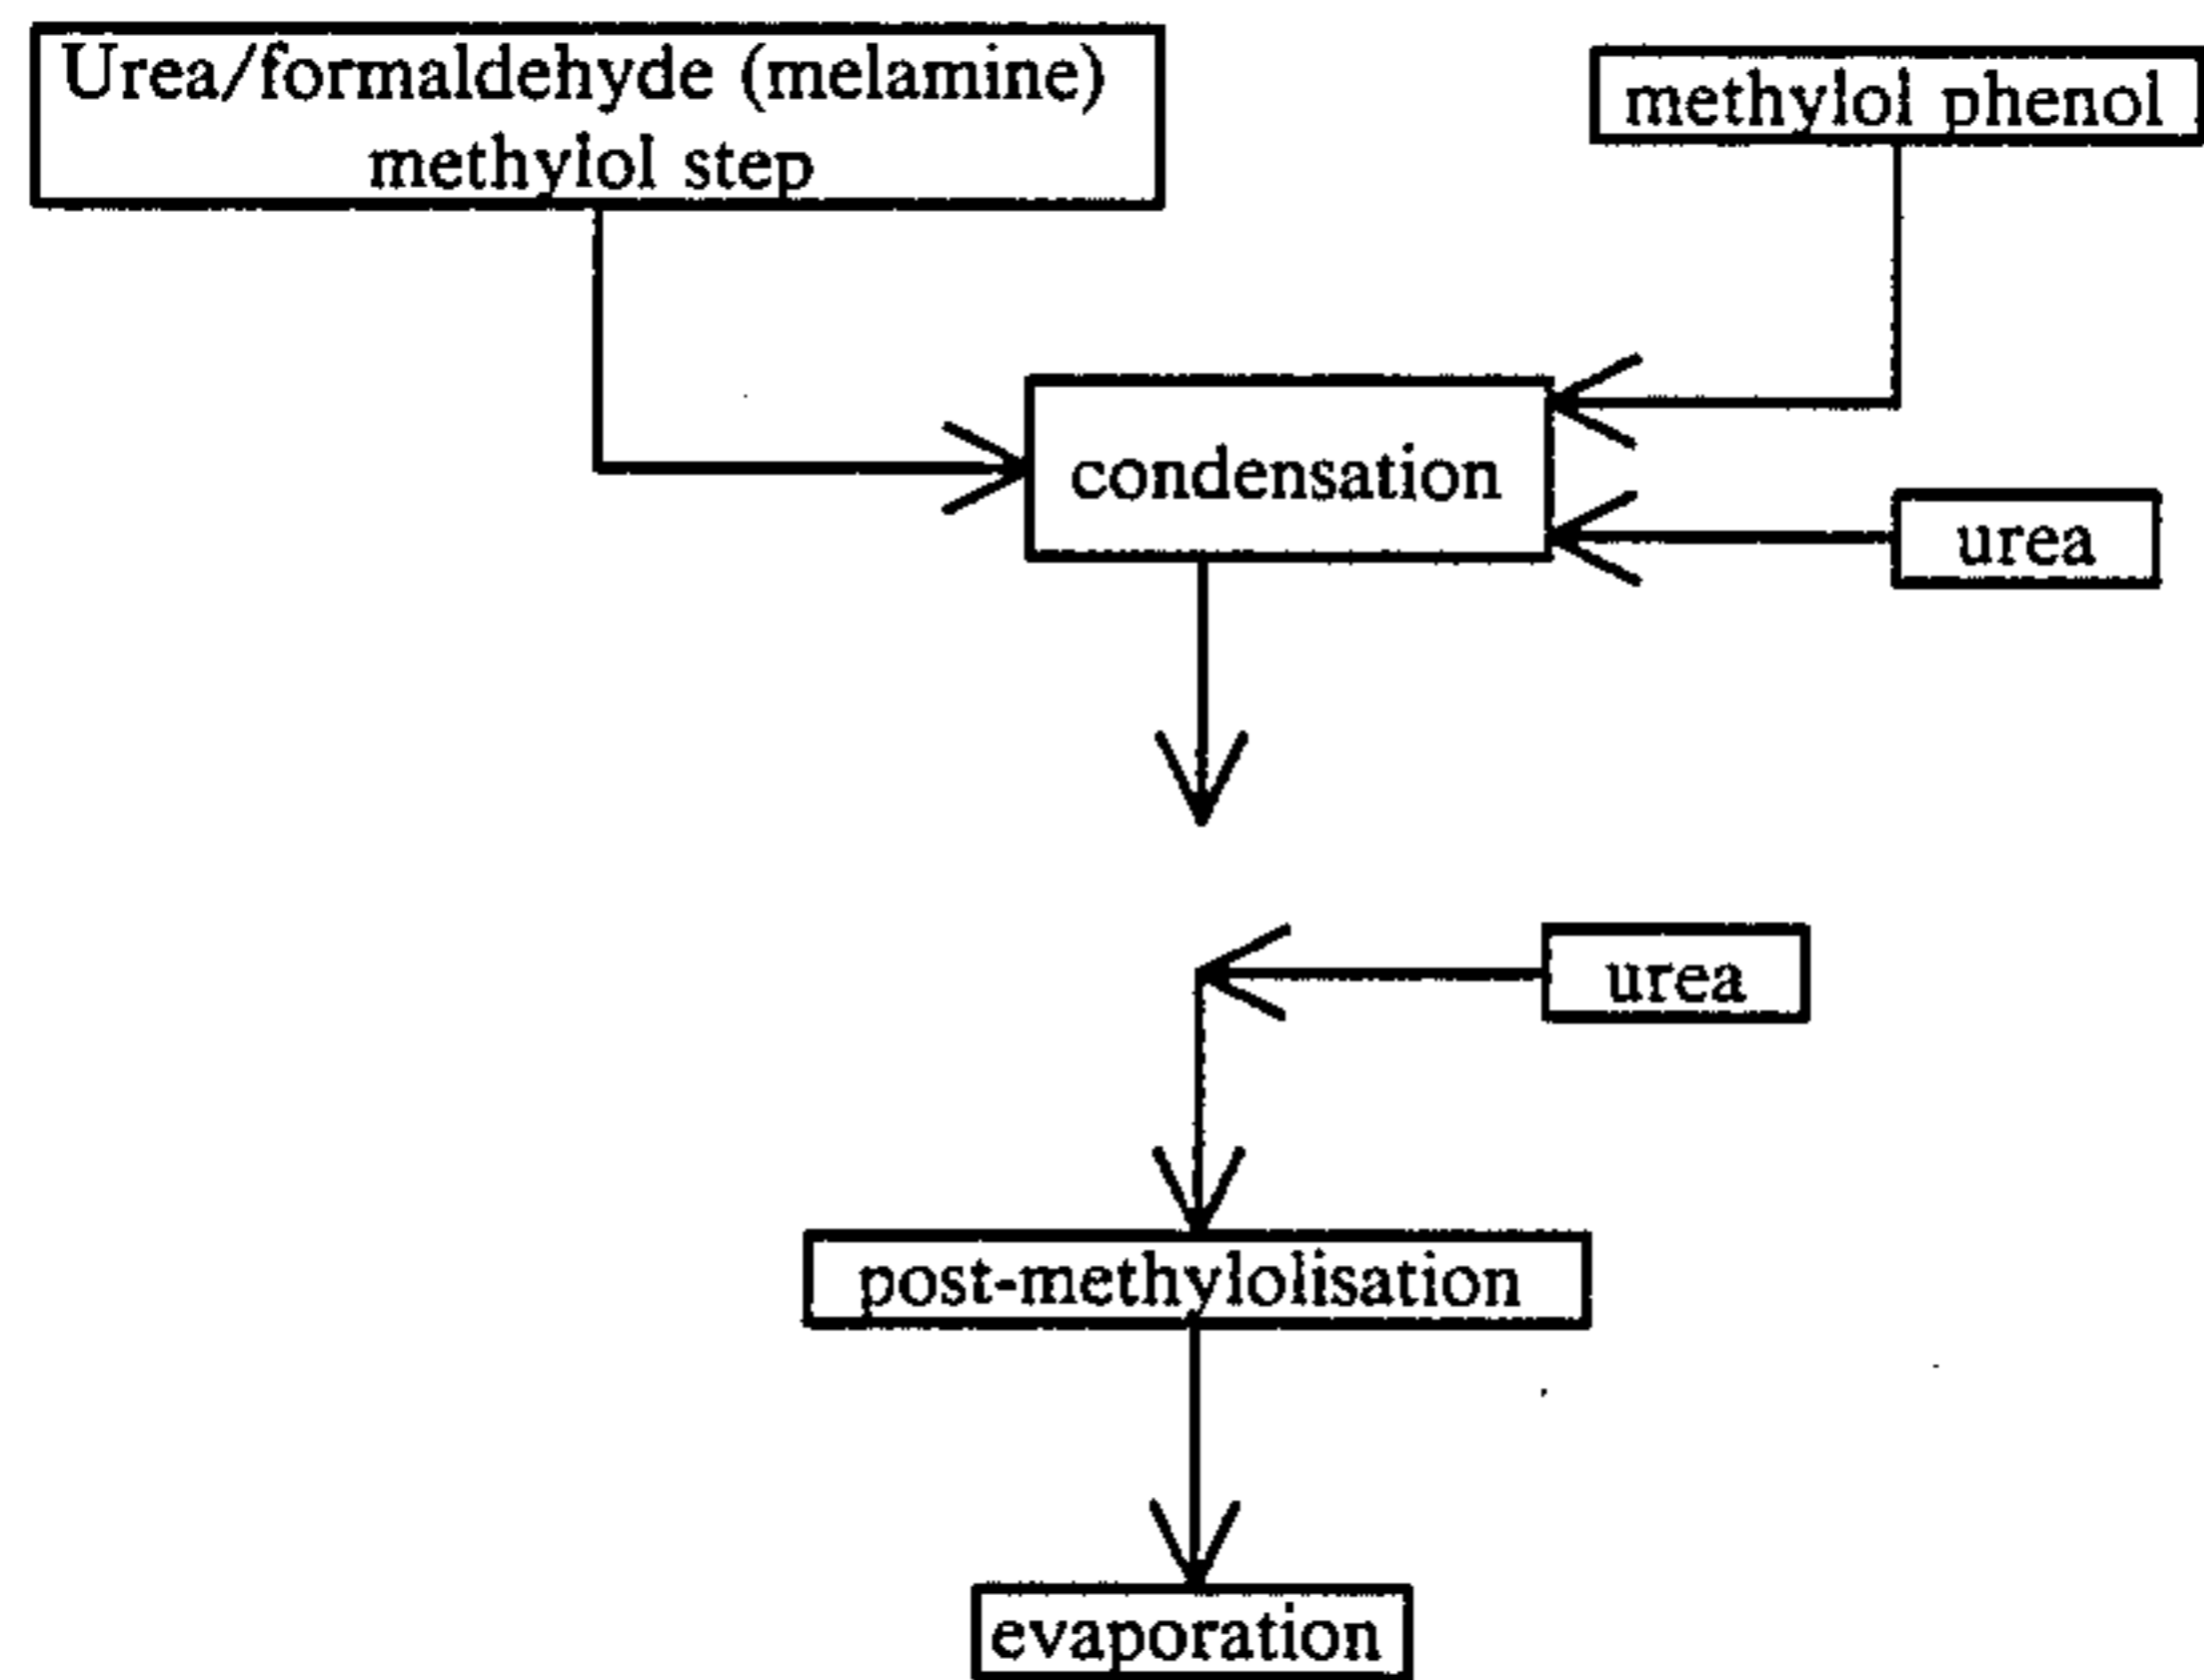 Urea/formaldehyde (melamine)
methylol step
methylol phenol
condensation
urea
urea
post-methylolisation
evaporation